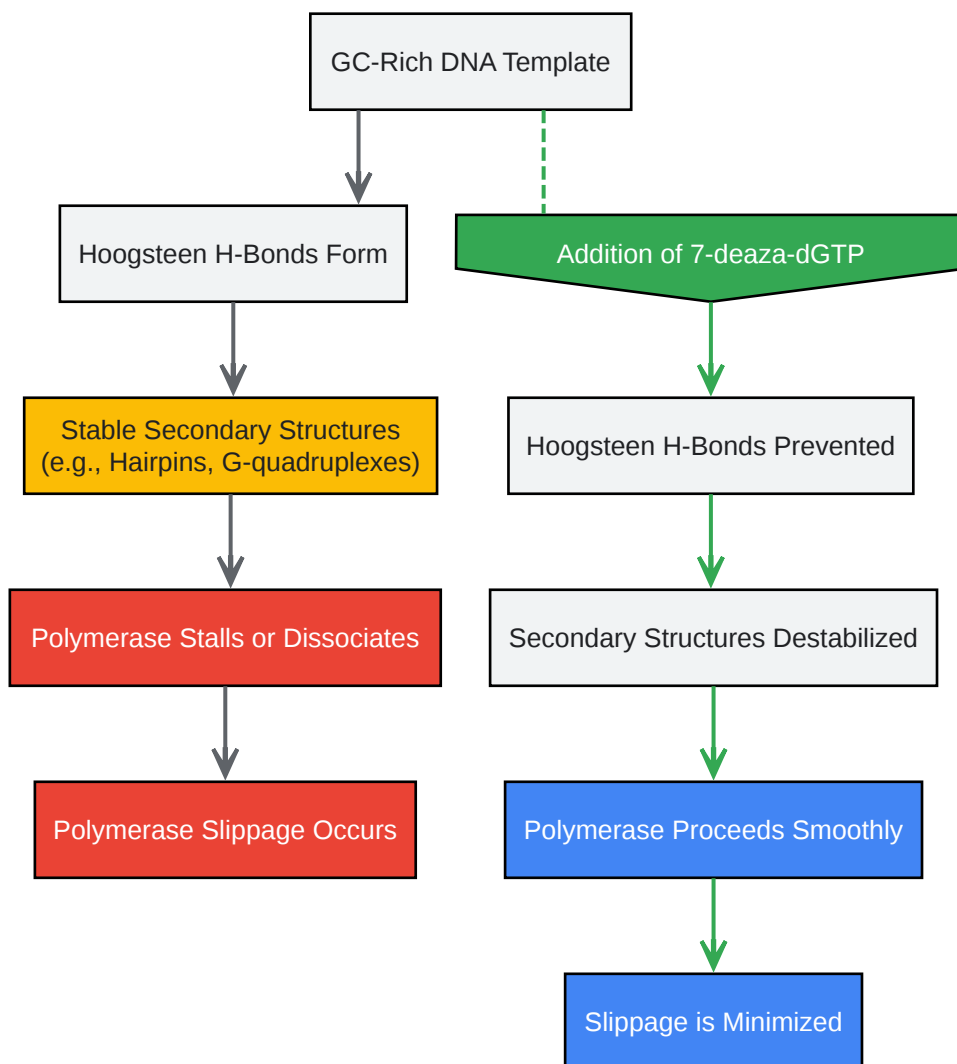 GC-Rich DNA Template
Hoogsteen H-Bonds Form
Addition of 7-deaza-dGTP
Stable Secondary Structures
(e.g., Hairpins, G-quadruplexes)
Hoogsteen H-Bonds Prevented
Polymerase Stalls or Dissociates
Secondary Structures Destabilized
Polymerase Slippage Occurs
Polymerase Proceeds Smoothly
Slippage is Minimized